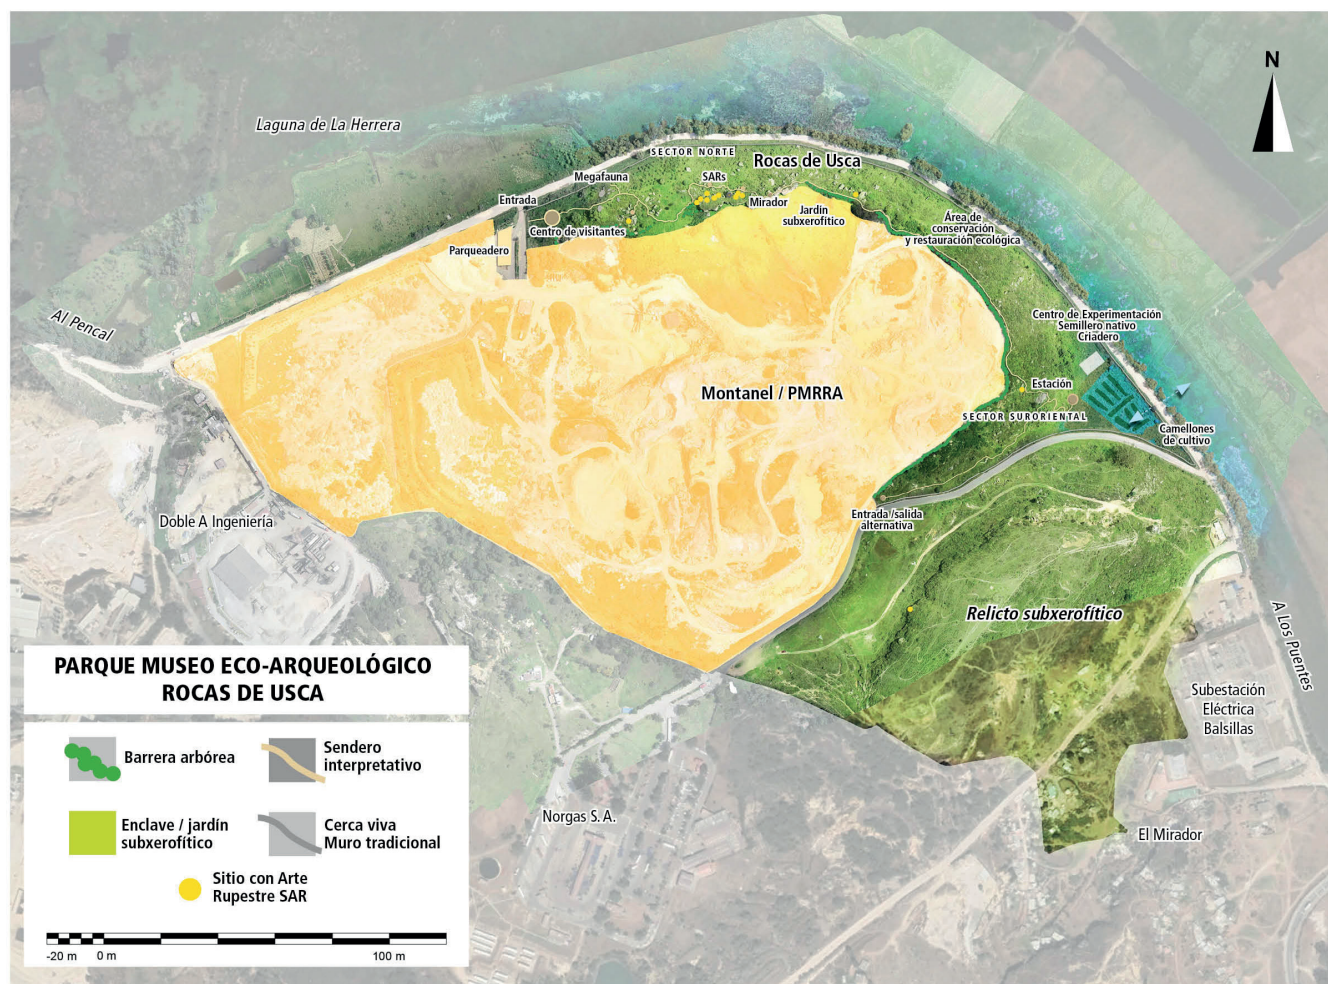 N
Laguna de La Herrera
SECTOR NORTE
Rocas de Usca
Megafauna
SARs
Entrada
Mirador
Jardín
subxerofítico
Centro de visitantes
Parqueadero
Área de
conservación
y restauración ecológica
Al Pencal
Centro de Experimentación
Semillero nativo
Criadero
Montanel / PMRRA
Estación
SECTOR SURORIENTAL
Camellones
de cultivo
Entrada /salida
alternativa
Doble A Ingeniería
Relicto subxerofítico
A Los Puentes
Subestación
Eléctrica
Balsillas
Norgas S. A.
El Mirador
PARQUE MUSEO ECO-ARQUEOLÓGICO
ROCAS DE USCA
Barrera arbórea
Sendero
interpretativo
Enclave / jardín
subxerofítico
Cerca viva
Muro tradicional
Sitio con Arte
Rupestre SAR
-20 m 0 m 100 m